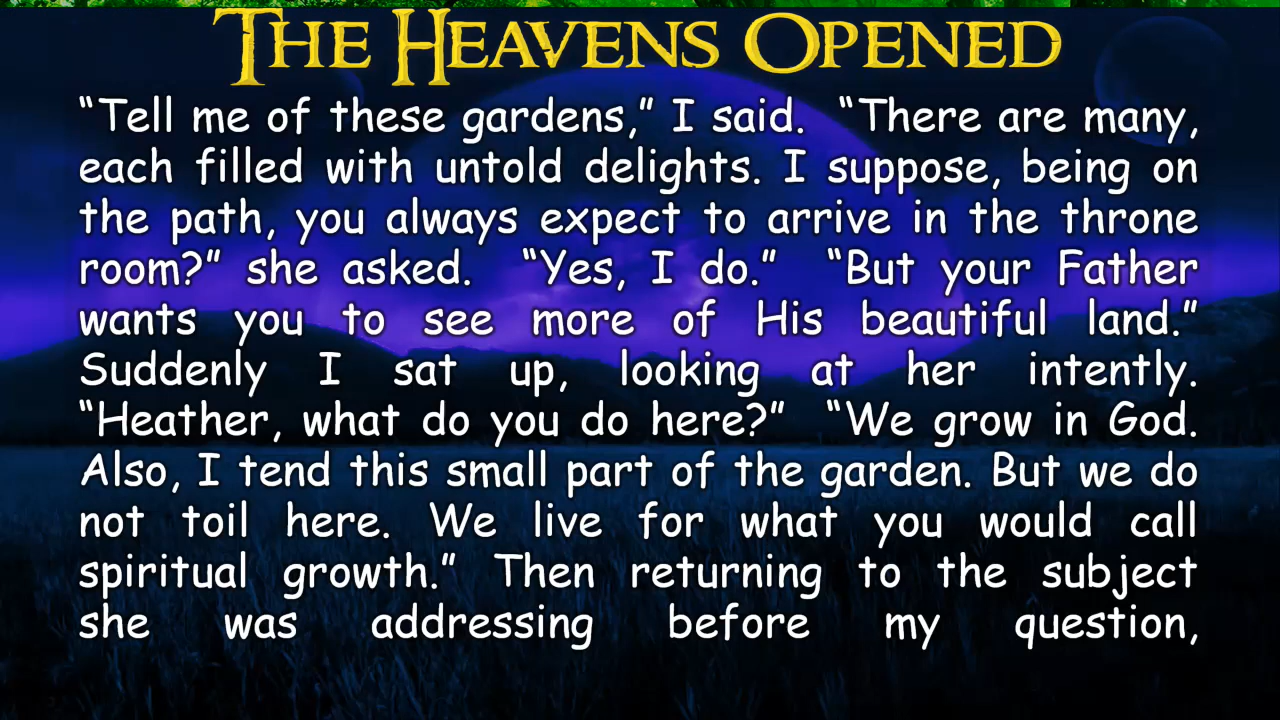 THE HEAVENS OPENED
“Tell me of these gardens,” I said. “There are many,
each filled with untold delights. I suppose, being on
the path, you always expect to arrive in the throne
room?” she asked. “Yes, I do.” “But your Father
wants you to see more of His beautiful land.”
Suddenly I sat up, looking at her intently.
“Heather, what do you do here?” “We grow in God.
Also, I tend this small part of the garden. But we do
not toil here. We live for what you would call
spiritual growth.” Then returning to the subject
she was addressing before my question,